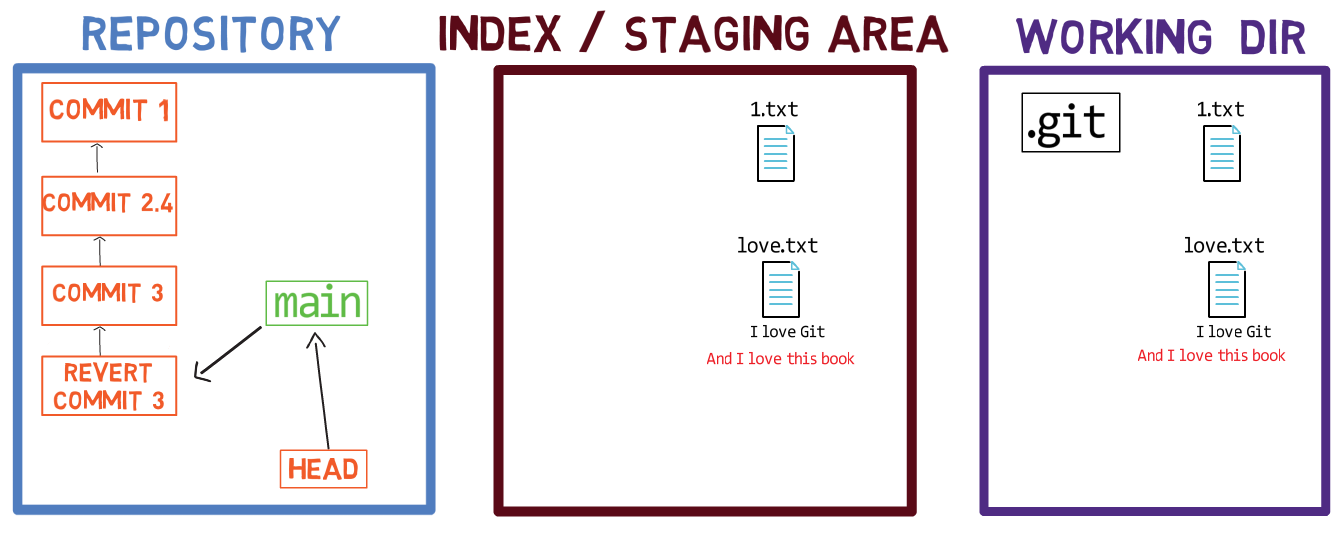 REPOSITORY
COMMIT 1
COMMIT 2.4
COMMIT 3
REVERT
COMMIT 3
main
HEAD
INDEX / STAGING AREA
1.txt
love.txt
I love Git
And I love this book
WORKING DIR
.git
1.txt
love.txt
I love Git
And I love this book